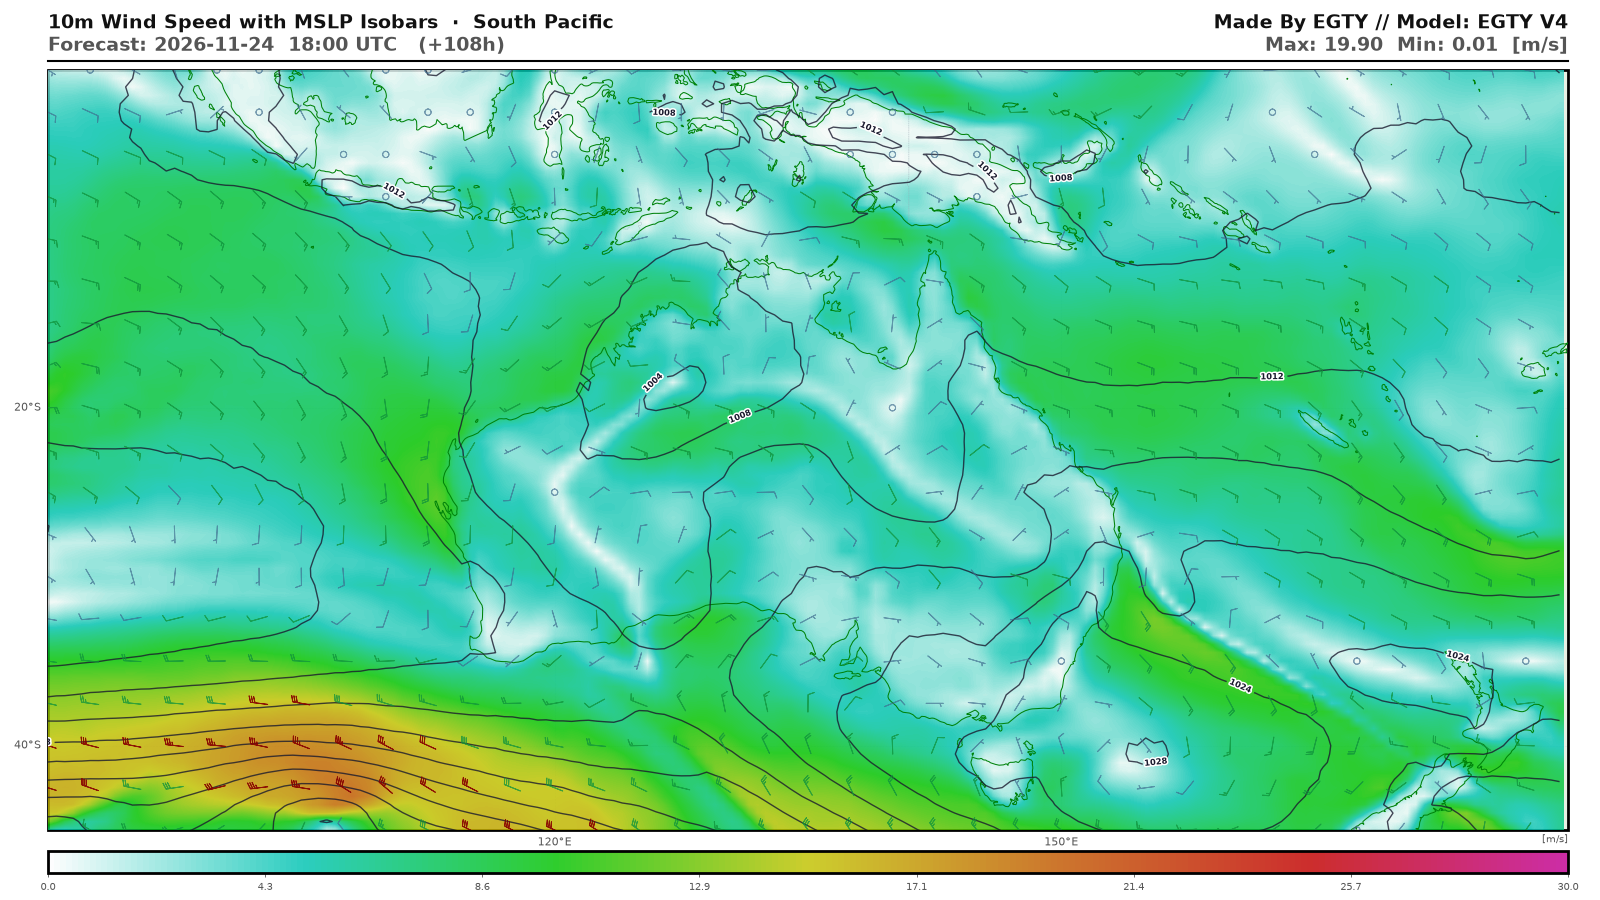 10m Wind Speed with MSLP Isobars · South Pacific
Made By EGTY // Model: EGTY V4
Forecast: 2026-11-24 18:00 UTC (+108h)
Max: 19.90 Min: 0.01 [m/s]
1008
1012
1012
1012
1008
1012
1012
1004
1012
20°S
1008
1024
1024
40°S
1028
120°E
150°E
[m/s]
0.0
4.3
8.6
12.9
17.1
21.4
25.7
30.0